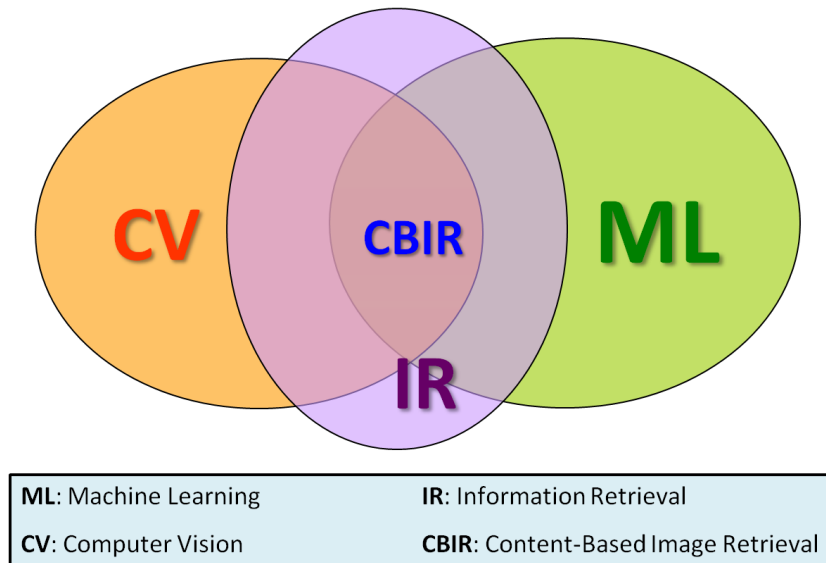 CV
CBIR
ML
IR
ML: Machine Learning
IR: Information Retrieval
CV: Computer Vision
CBIR: Content-Based Image Retrieval